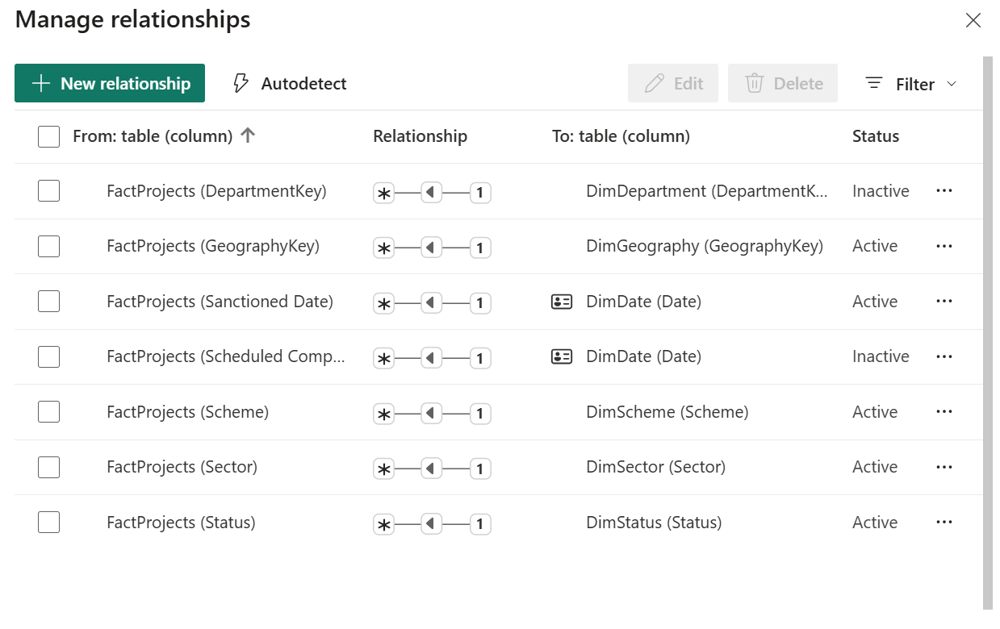 Manage relationships
New relationship Autodetect Edit Delete Filter
From: table (column) Relationship To: table (column) Status
FactProjects (DepartmentKey) * 1 DimDepartment (DepartmentK... Inactive ...
FactProjects (GeographyKey) * 1 DimGeography (GeographyKey) Active ...
FactProjects (Sanctioned Date) * 1 DimDate (Date) Active ...
FactProjects (Scheduled Comp... * 1 DimDate (Date) Inactive ...
FactProjects (Scheme) * 1 DimScheme (Scheme) Active ...
FactProjects (Sector) * 1 DimSector (Sector) Active ...
FactProjects (Status) * 1 DimStatus (Status) Active ...